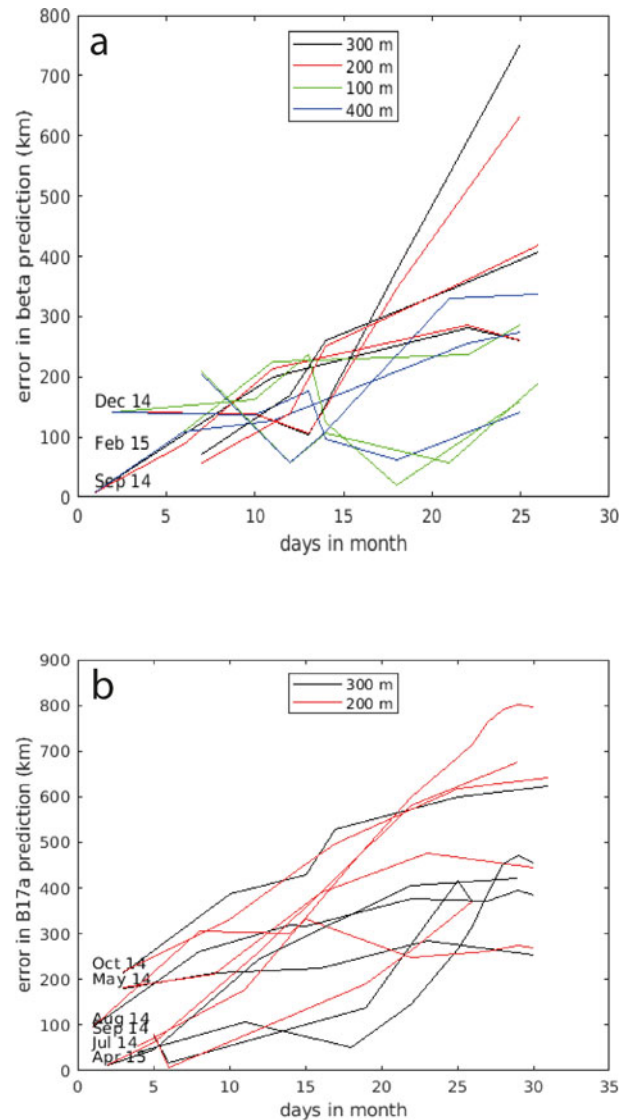 a
300 m
200 m
100 m
400 m
800
700
600
500
400
300
200
100
0
error in beta prediction (km)
Dec 14
Feb 15
Sep 14
0 5 10 15 20 25 30
days in month
b
300 m
200 m
900
800
700
600
500
400
300
200
100
0
error in B17a prediction (km)
Oct 14
May 14
Aug 14
Sep 14
Jul 14
Apr 15
0 5 10 15 20 25 30 35
days in month